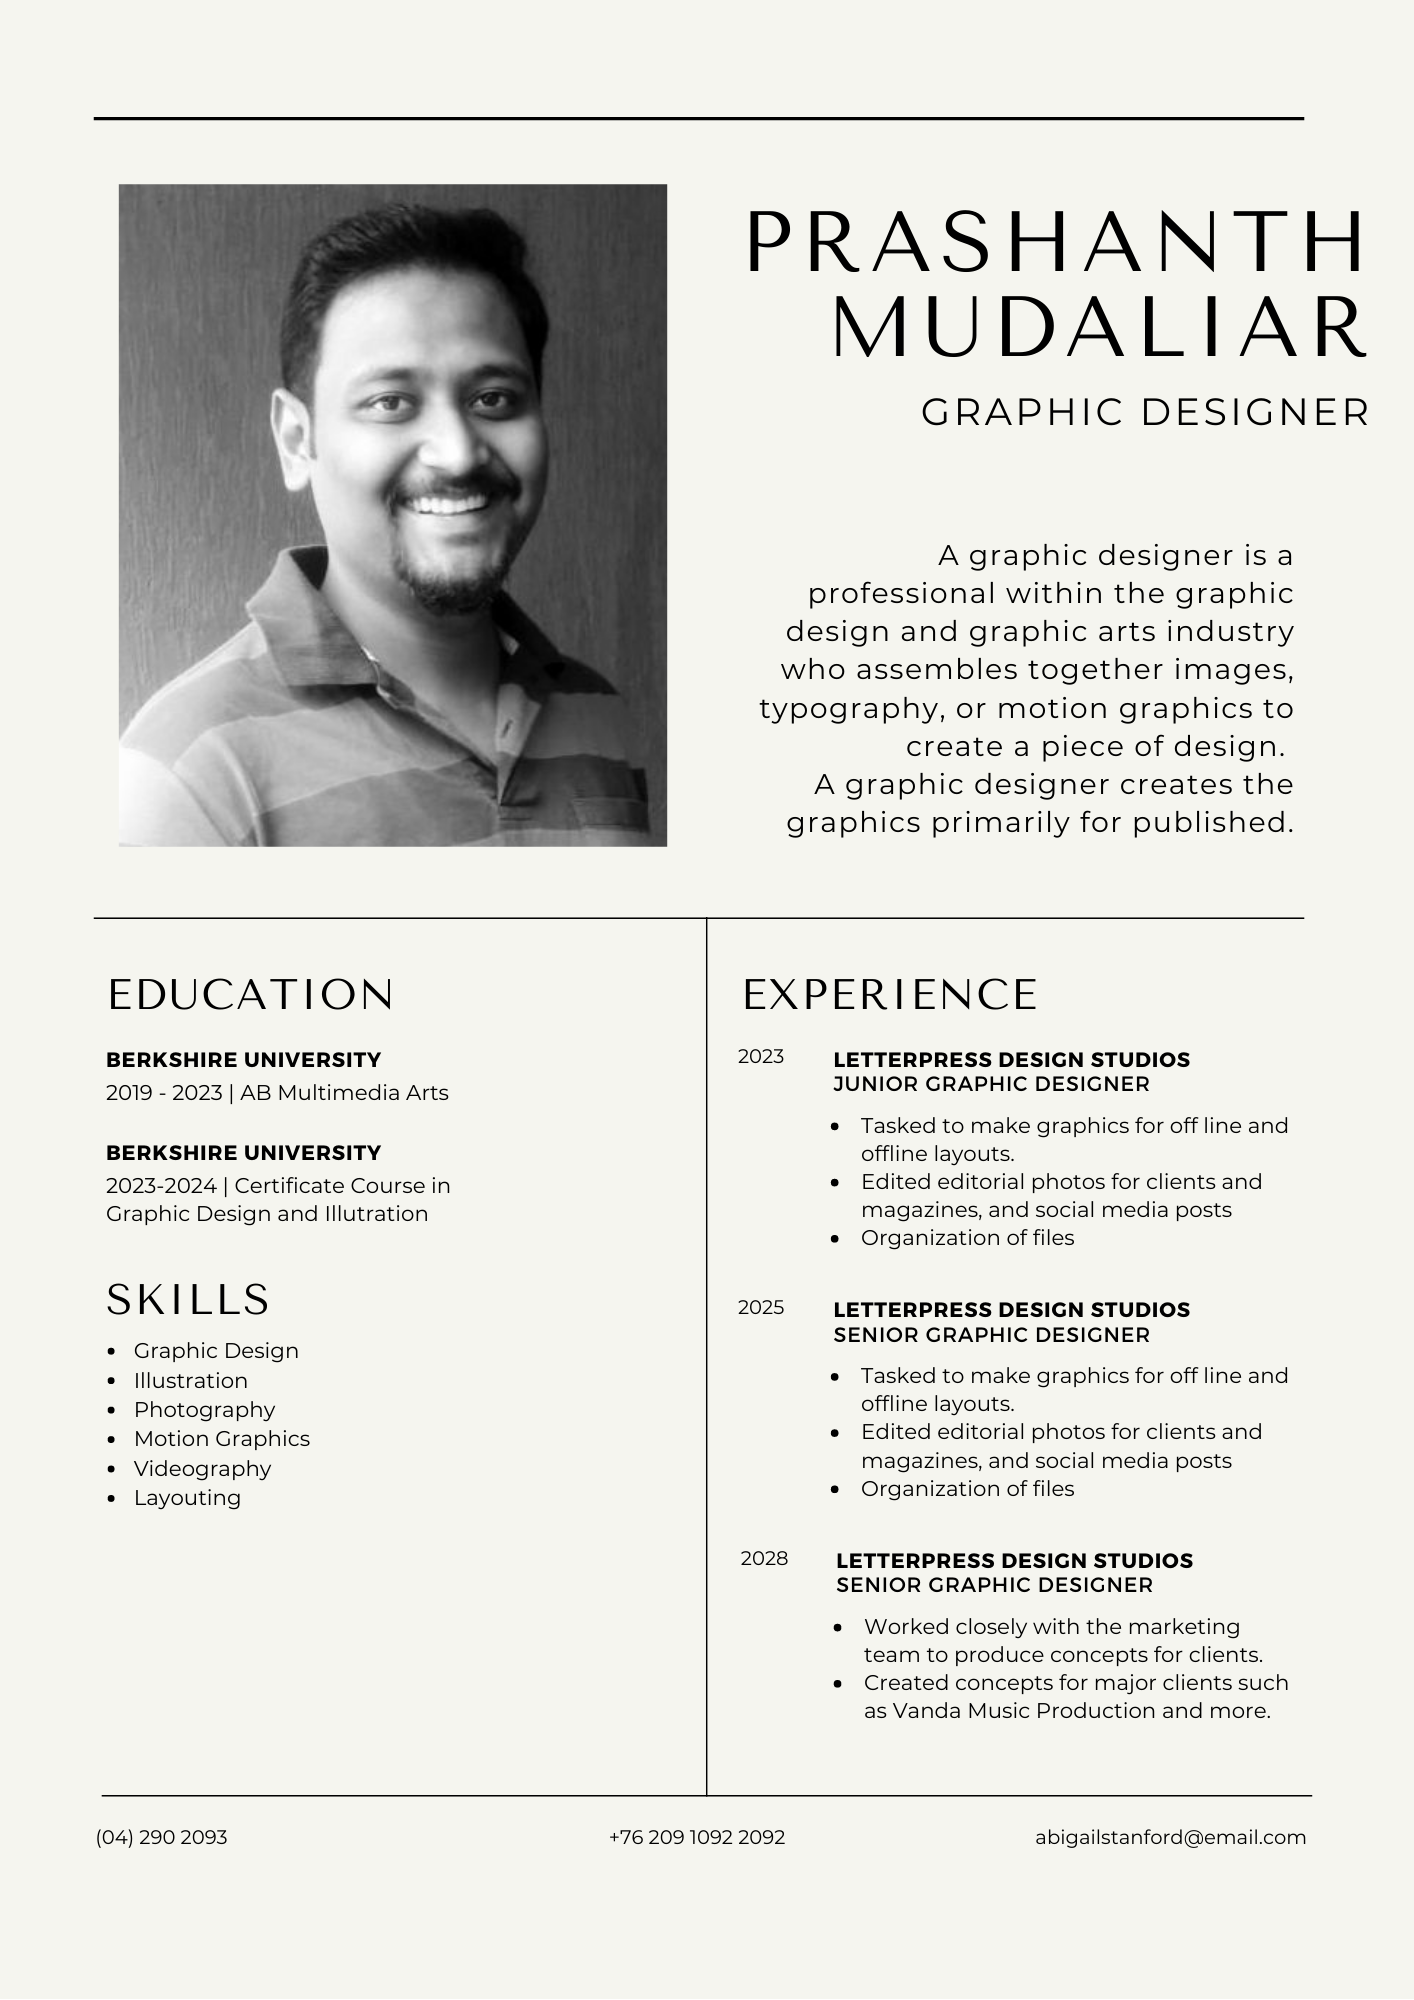 PRASHANTH
MUDALIAR
GRAPHIC DESIGNER
A graphic designer is a
professional within the graphic
design and graphic arts industry
who assembles together images,
typography, or motion graphics to
create a piece of design.
A graphic designer creates the
graphics primarily for published.
EDUCATION
BERKSHIRE UNIVERSITY
2019 - 2023 | AB Multimedia Arts
BERKSHIRE UNIVERSITY
2023-2024 | Certificate Course in
Graphic Design and Illutration
SKILLS
• Graphic Design
• Illustration
• Photography
• Motion Graphics
• Videography
• Layouting
EXPERIENCE
2023 LETTERPRESS DESIGN STUDIOS
JUNIOR GRAPHIC DESIGNER
• Tasked to make graphics for off line and
offline layouts.
• Edited editorial photos for clients and
magazines, and social media posts
• Organization of files
2025 LETTERPRESS DESIGN STUDIOS
SENIOR GRAPHIC DESIGNER
• Tasked to make graphics for off line and
offline layouts.
• Edited editorial photos for clients and
magazines, and social media posts
• Organization of files
2028 LETTERPRESS DESIGN STUDIOS
SENIOR GRAPHIC DESIGNER
• Worked closely with the marketing
team to produce concepts for clients.
• Created concepts for major clients such
as Vanda Music Production and more.
(04) 290 2093 +76 209 1092 2092 abigailstanford@email.com